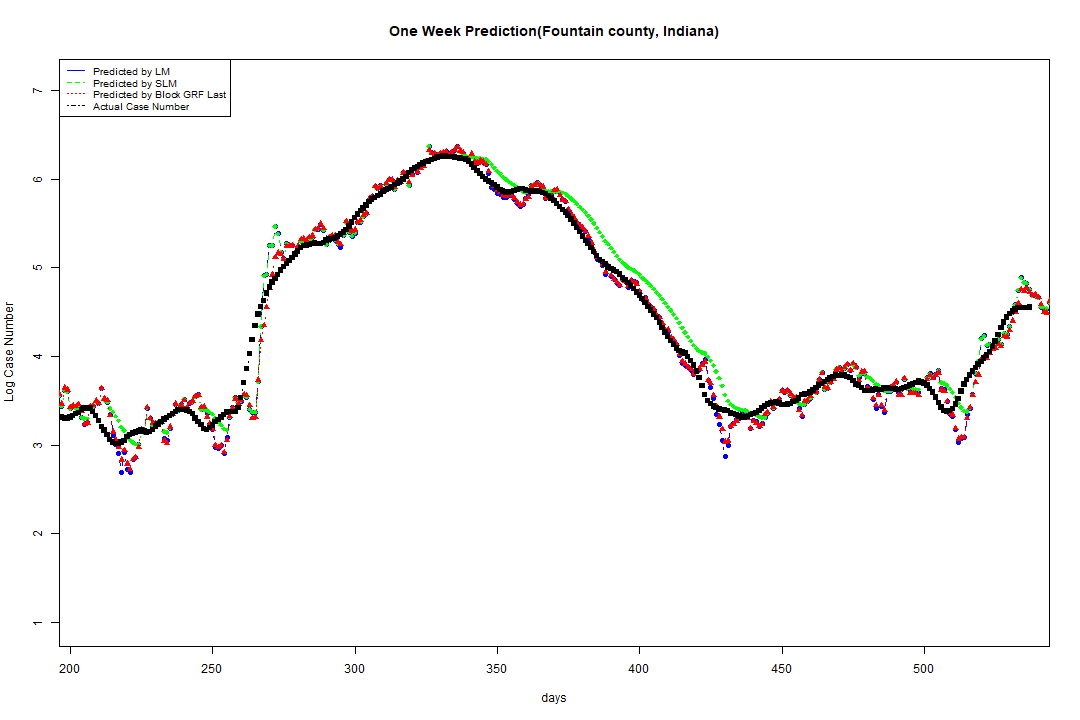 One Week Prediction(Fountain county, Indiana)
Predicted by LM
Predicted by SLM
Predicted by Block GRF Last
Actual Case Number
7
6
5
4
3
2
1
Log Case Number
200 250 300 350 400 450 500
days